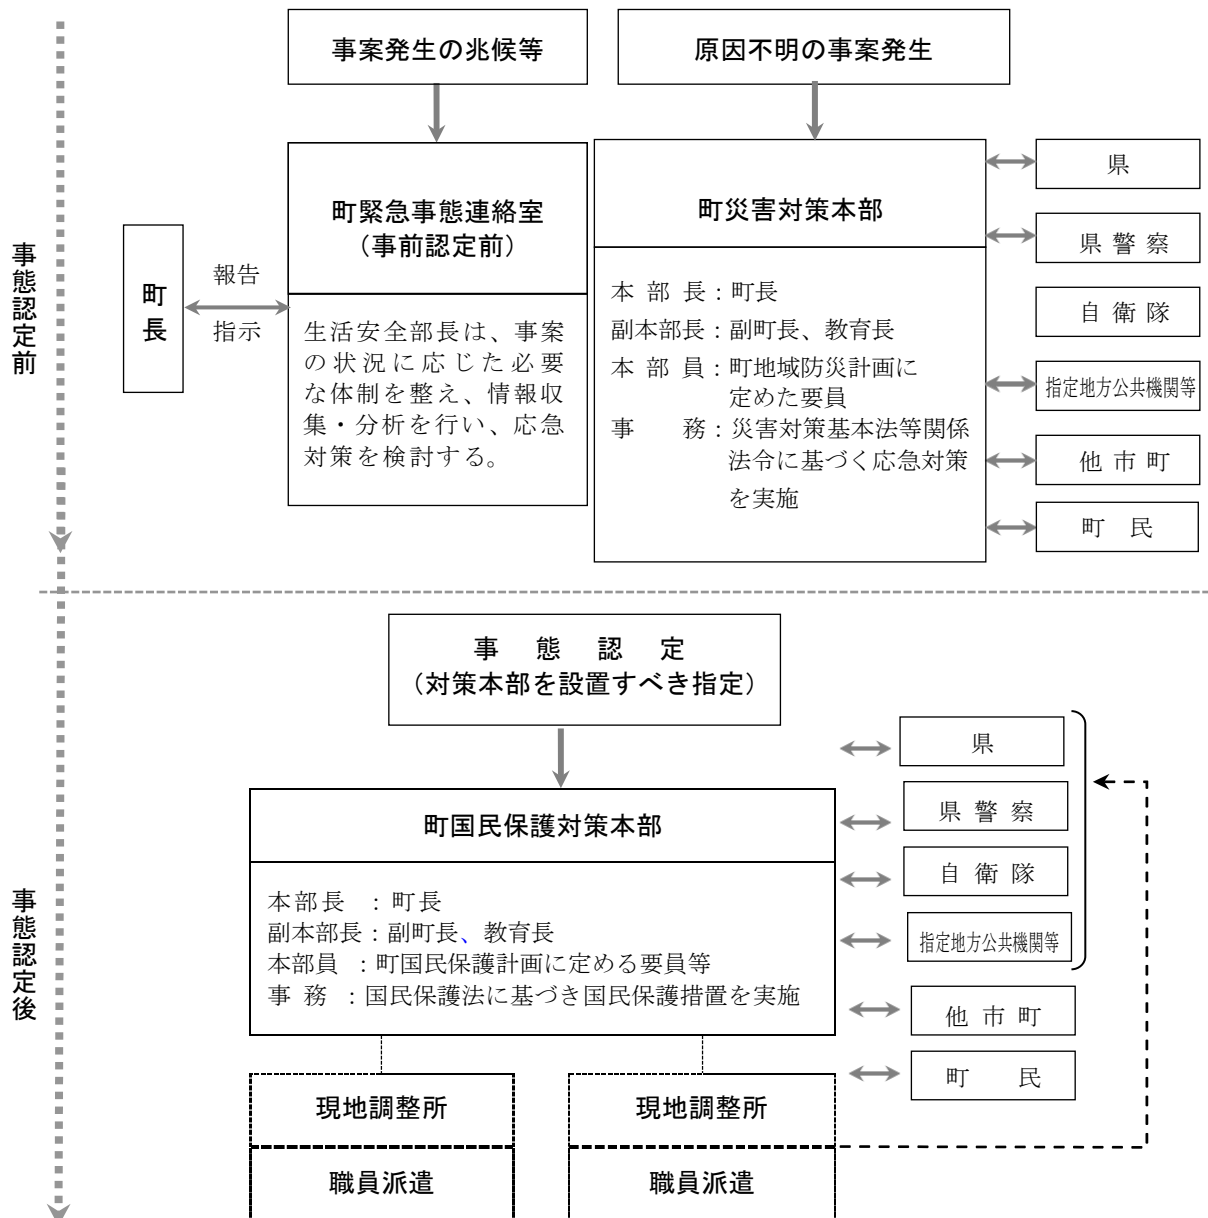 事案発生の兆候等
原因不明の事案発生
事態認定前
町長
報告
指示
町緊急事態連絡室
（事前認定前）
生活安全部長は、事案
の状況に応じた必要
な体制を整え、情報収
集・分析を行い、応急
対策を検討する。
町災害対策本部
本 部 長：町長
副本部長：副町長、教育長
本 部 員：町地域防災計画に
定めた要員
事　　務：災害対策基本法等関係
法令に基づく応急対策
を実施
県
県 警 察
自 衛 隊
指定地方公共機関等
他 市 町
町　民
事態認定後
事　態　認　定
（対策本部を設置すべき指定）
町国民保護対策本部
本部長　：町長
副本部長：副町長、教育長
本部員　：町国民保護計画に定める要員等
事 務　：国民保護法に基づき国民保護措置を実施
県
県 警 察
自 衛 隊
指定地方公共機関等
他 市 町
町　　民
現地調整所
職員派遣
現地調整所
職員派遣